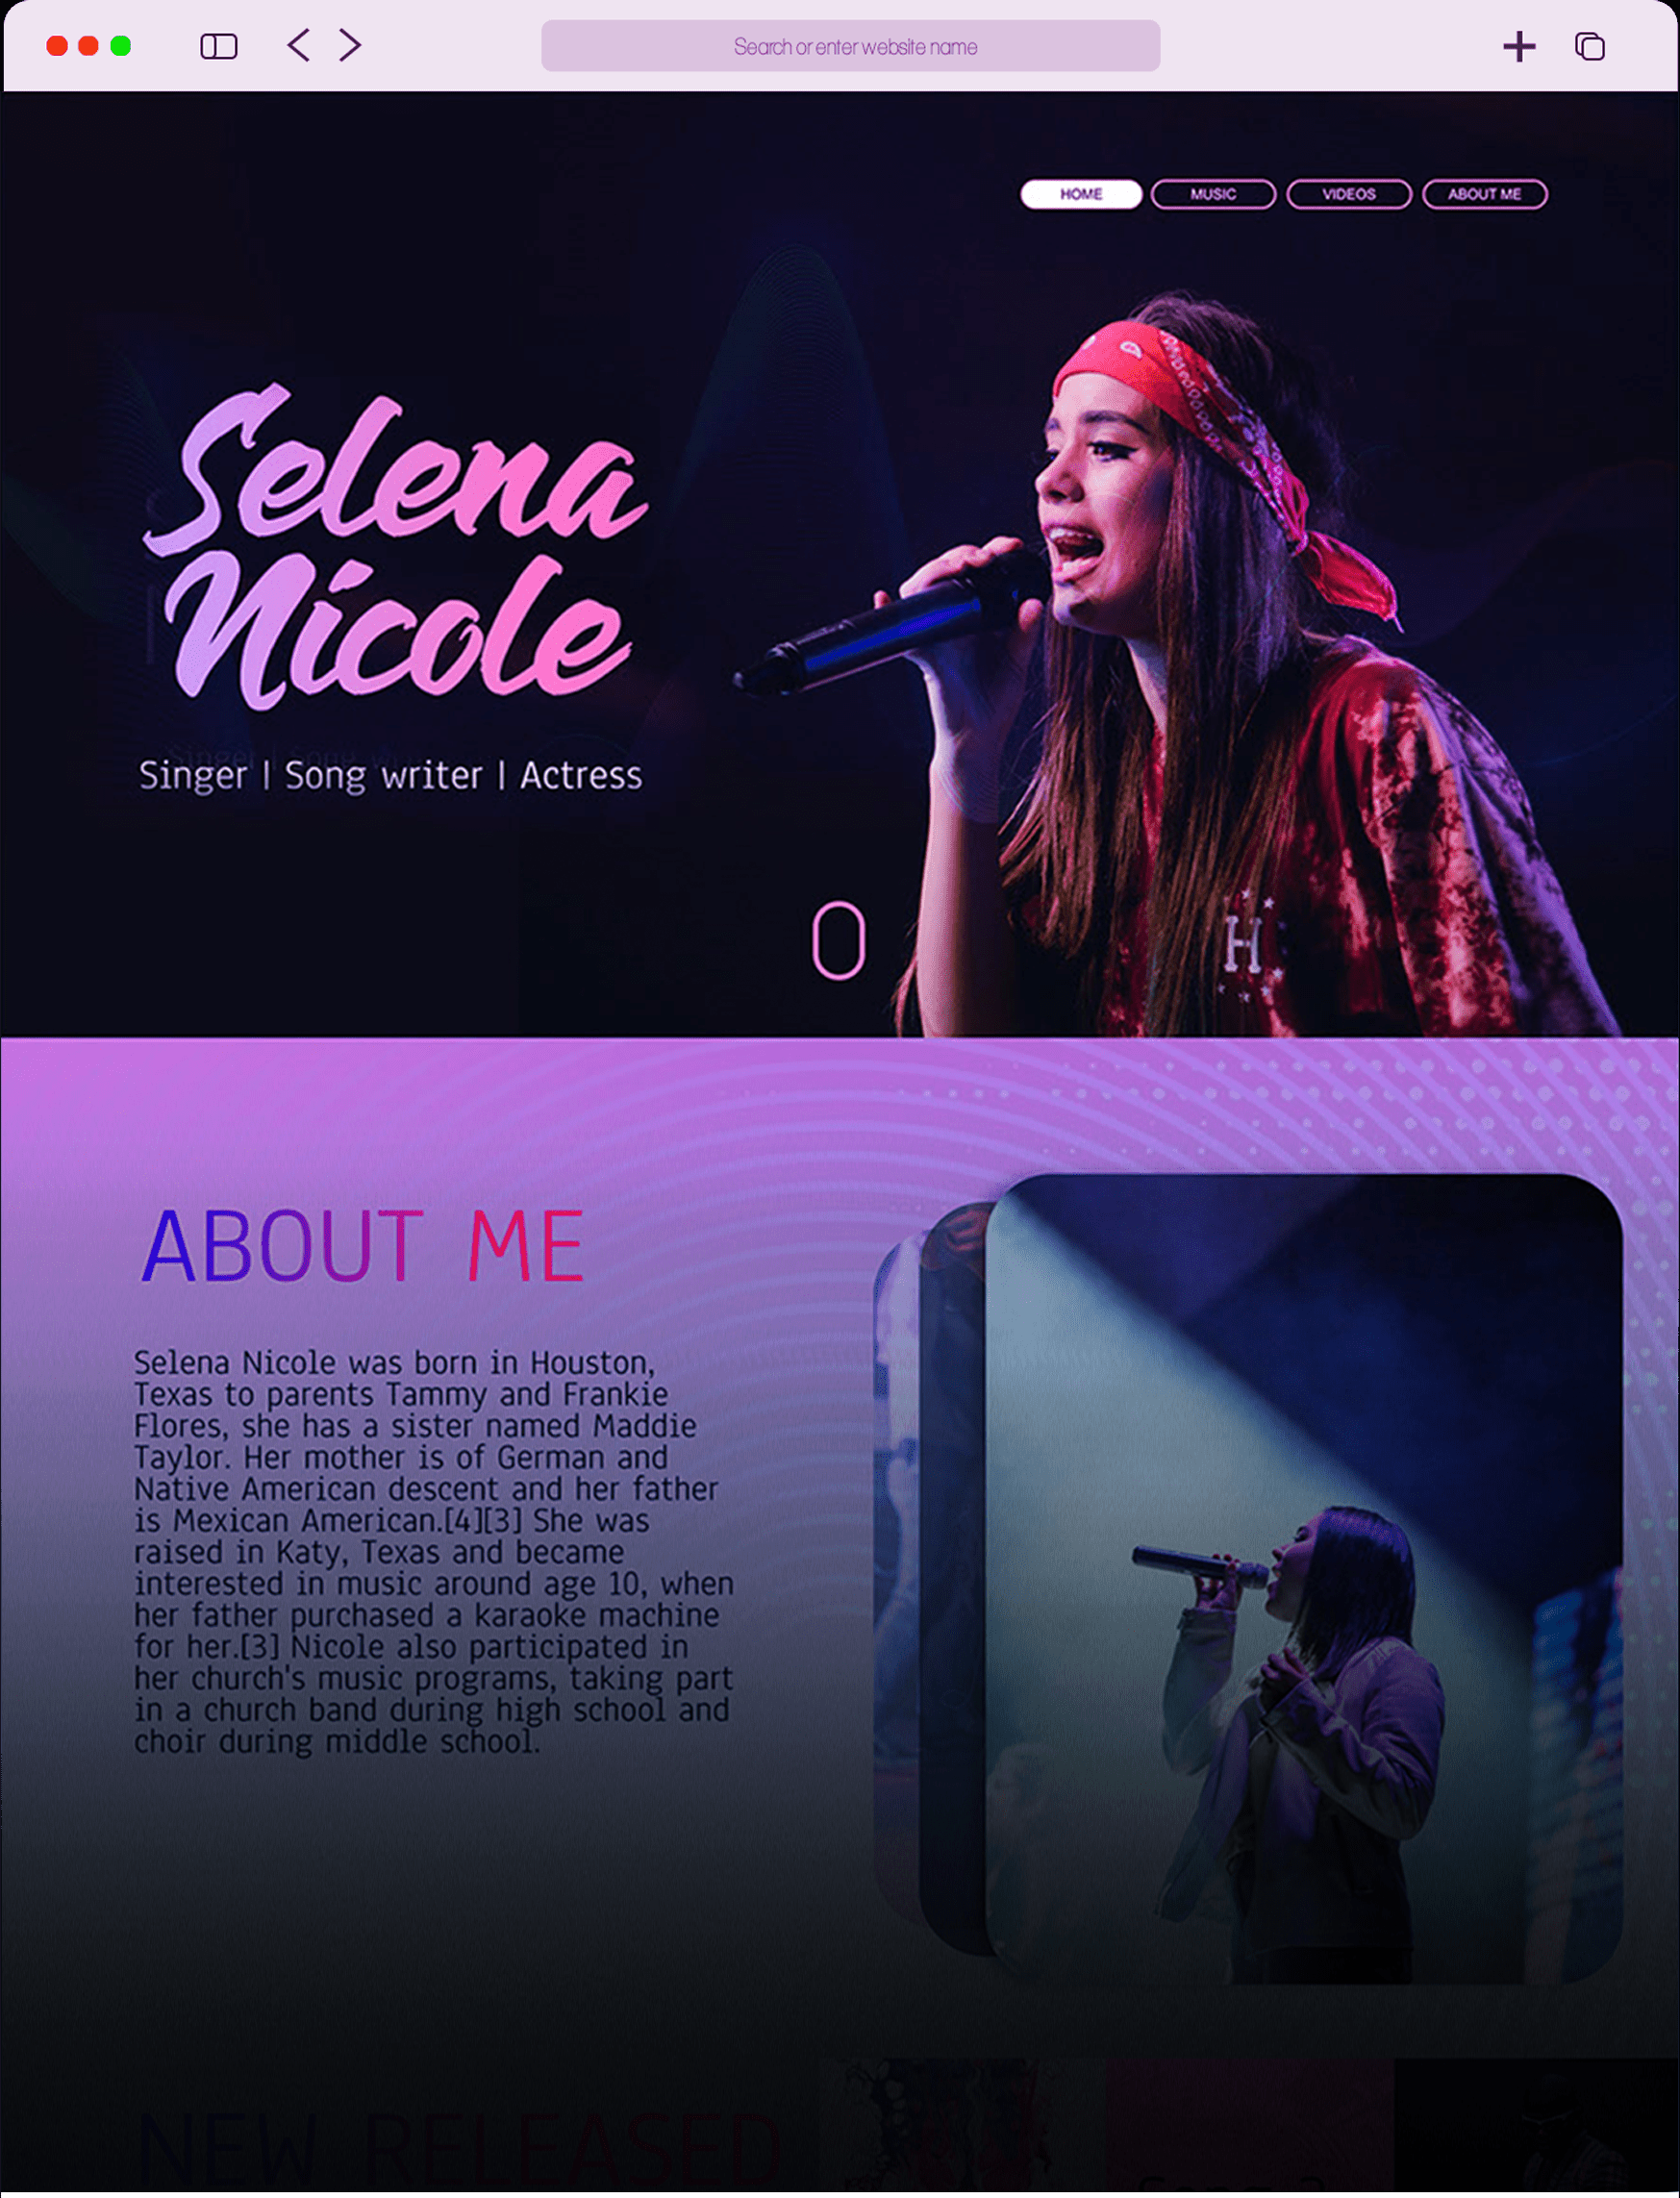 Search or enter website name
HOME
MUSIC
VIDEOS
ABOUT ME
Selena
Nicole
Singer | Song writer | Actress
H
ABOUT ME
Selena Nicole was born in Houston,
Texas to parents Tammy and Frankie
Flores, she has a sister named Maddie
Taylor. Her mother is of German and
Native American descent and her father
is Mexican American.[4][3] She was
raised in Katy, Texas and became
interested in music around age 10, when
her father purchased a karaoke machine
for her.[3] Nicole also participated in
her church's music programs, taking part
in a church band during high school and
choir during middle school.
NEW RELEASED